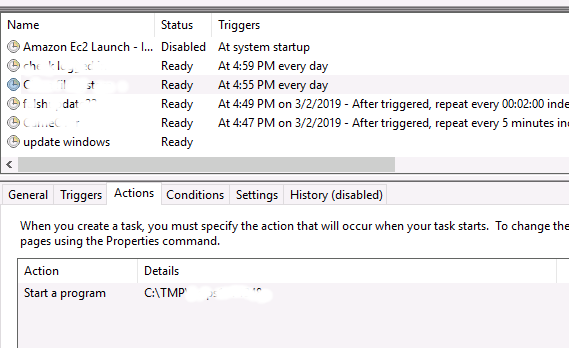 Name Status Triggers
Amazon Ec2 Launch - I... Disabled At system startup
Ready At 4:59 PM every day
Ready At 4:55 PM every day
Ready At 4:49 PM on 3/2/2019 - After triggered, repeat every 00:02:00 inde
Ready At 4:47 PM on 3/2/2019 - After triggered, repeat every 5 minutes in
update windows Ready
General Triggers Actions Conditions Settings History (disabled)
When you create a task, you must specify the action that will occur when your task starts. To change the
pages using the Properties command.
Action Details
Start a program C:\TMP\